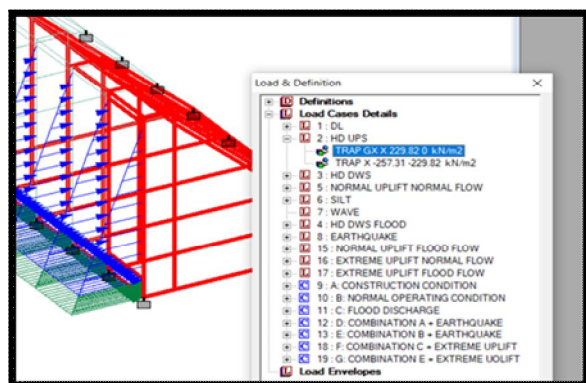 Load & Definition
Definitions
Load Cases Details
1 : DL
2 : HD UPS
TRAP GX X 229.82 0 kN/m2
TRAP X -257.31 -229.82 kN/m2
3 : HD DWS
5 : NORMAL UPLIFT NORMAL FLOW
6 : SILT
7 : WAVE
4 : HD DWS FLOOD
8 : EARTHQUAKE
15 : NORMAL UPLIFT FLOOD FLOW
16 : EXTREME UPLIFT NORMAL FLOW
17 : EXTREME UPLIFT FLOOD FLOW
9 : A: CONSTRUCTION CONDITION
10 : B: NORMAL OPERATING CONDITION
11 : C: FLOOD DISCHARGE
12 : D: COMBINATION A + EARTHQUAKE
13 : E: COMBINATION B + EARTHQUAKE
18 : F: COMBINATION C + EXTREME UPLIFT
19 : G: COMBINATION E + EXTREME UOLIFT
Load Envelopes